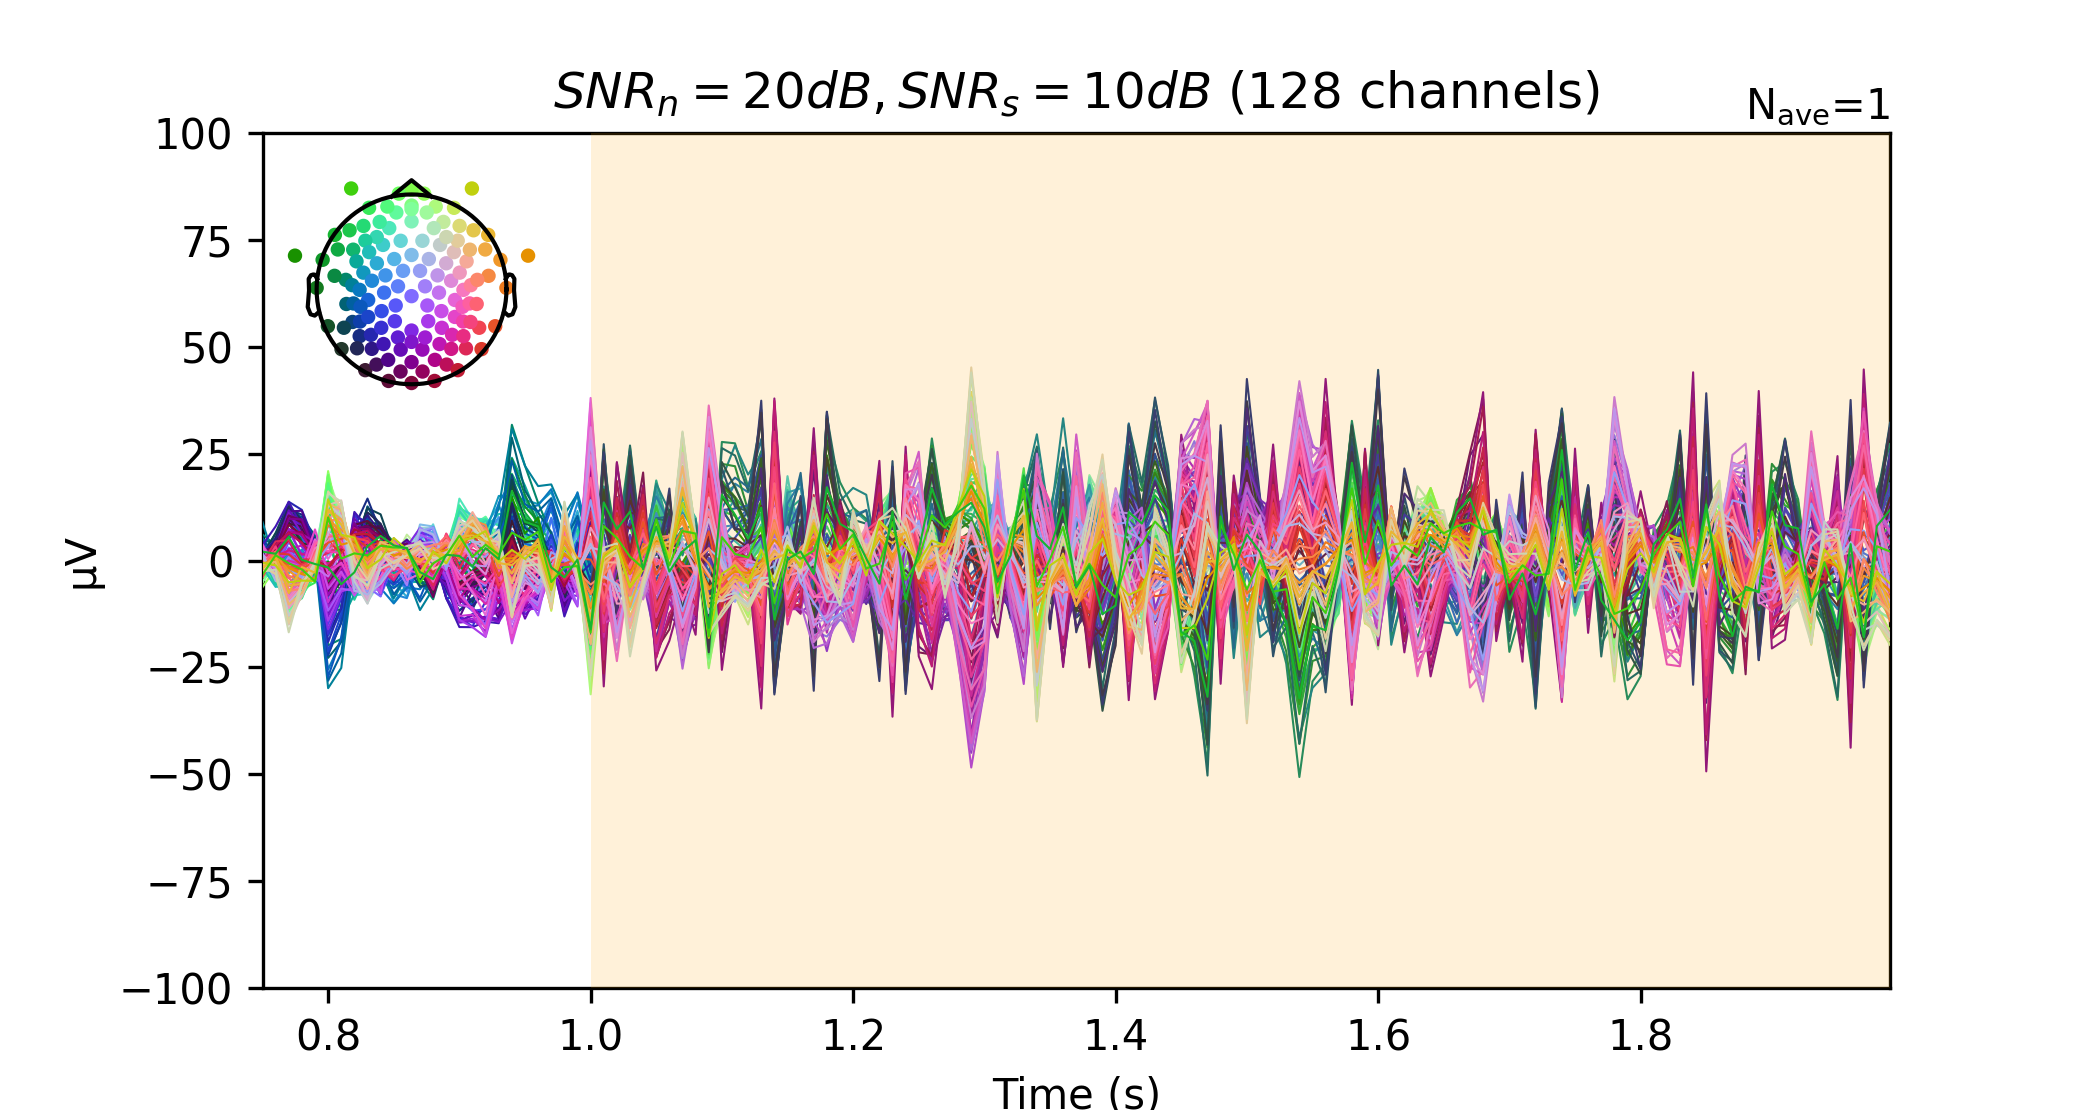 SNRₙ = 20dB, SNRₛ = 10dB (128 channels)
Nₐᵥₑ=1
100
75
50
25
0
−25
−50
−75
−100
µV
0.8 1.0 1.2 1.4 1.6 1.8
Time (s)